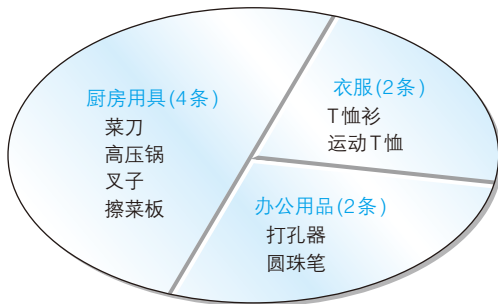 厨房用具(4条)
菜刀
高压锅
叉子
擦菜板
衣服(2条)
T恤衫
运动T恤
办公用品(2条)
打孔器
圆珠笔